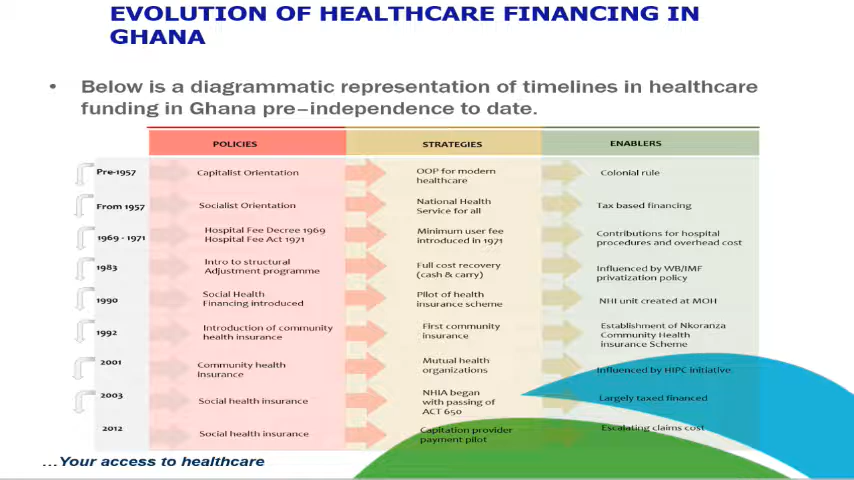 EVOLUTION OF HEALTHCARE FINANCING IN
GHANA
• Below is a diagrammatic representation of timelines in healthcare
funding in Ghana pre–independence to date.
POLICIES STRATEGIES ENABLERS
Pre-1957 Capitalist Orientation OOP for modern
healthcare Colonial rule
From 1957 Socialist Orientation National Health
Service for all Tax based financing
1969 - 1971 Hospital Fee Decree 1969
Hospital Fee Act 1971 Minimum user fee
introduced in 1971 Contributions for hospital
procedures and overhead cost
1983 Intro to structural
Adjustment programme Full cost recovery
(cash & carry) Influenced by WB/IMF
privatization policy
1990 Social Health
Financing introduced Pilot of health
insurance scheme NHI unit created at MOH
1992 Introduction of community
health insurance First community
insurance Establishment of Nkoranza
Community Health
insurance Scheme
2001 Community health
insurance Mutual health
organizations Influenced by HIPC initiative.
2003 Social health insurance NHIA began
with passing of
ACT 650 Largely taxed financed
2012 Social health insurance Capitation provider
payment pilot Escalating claims cost
...Your access to healthcare